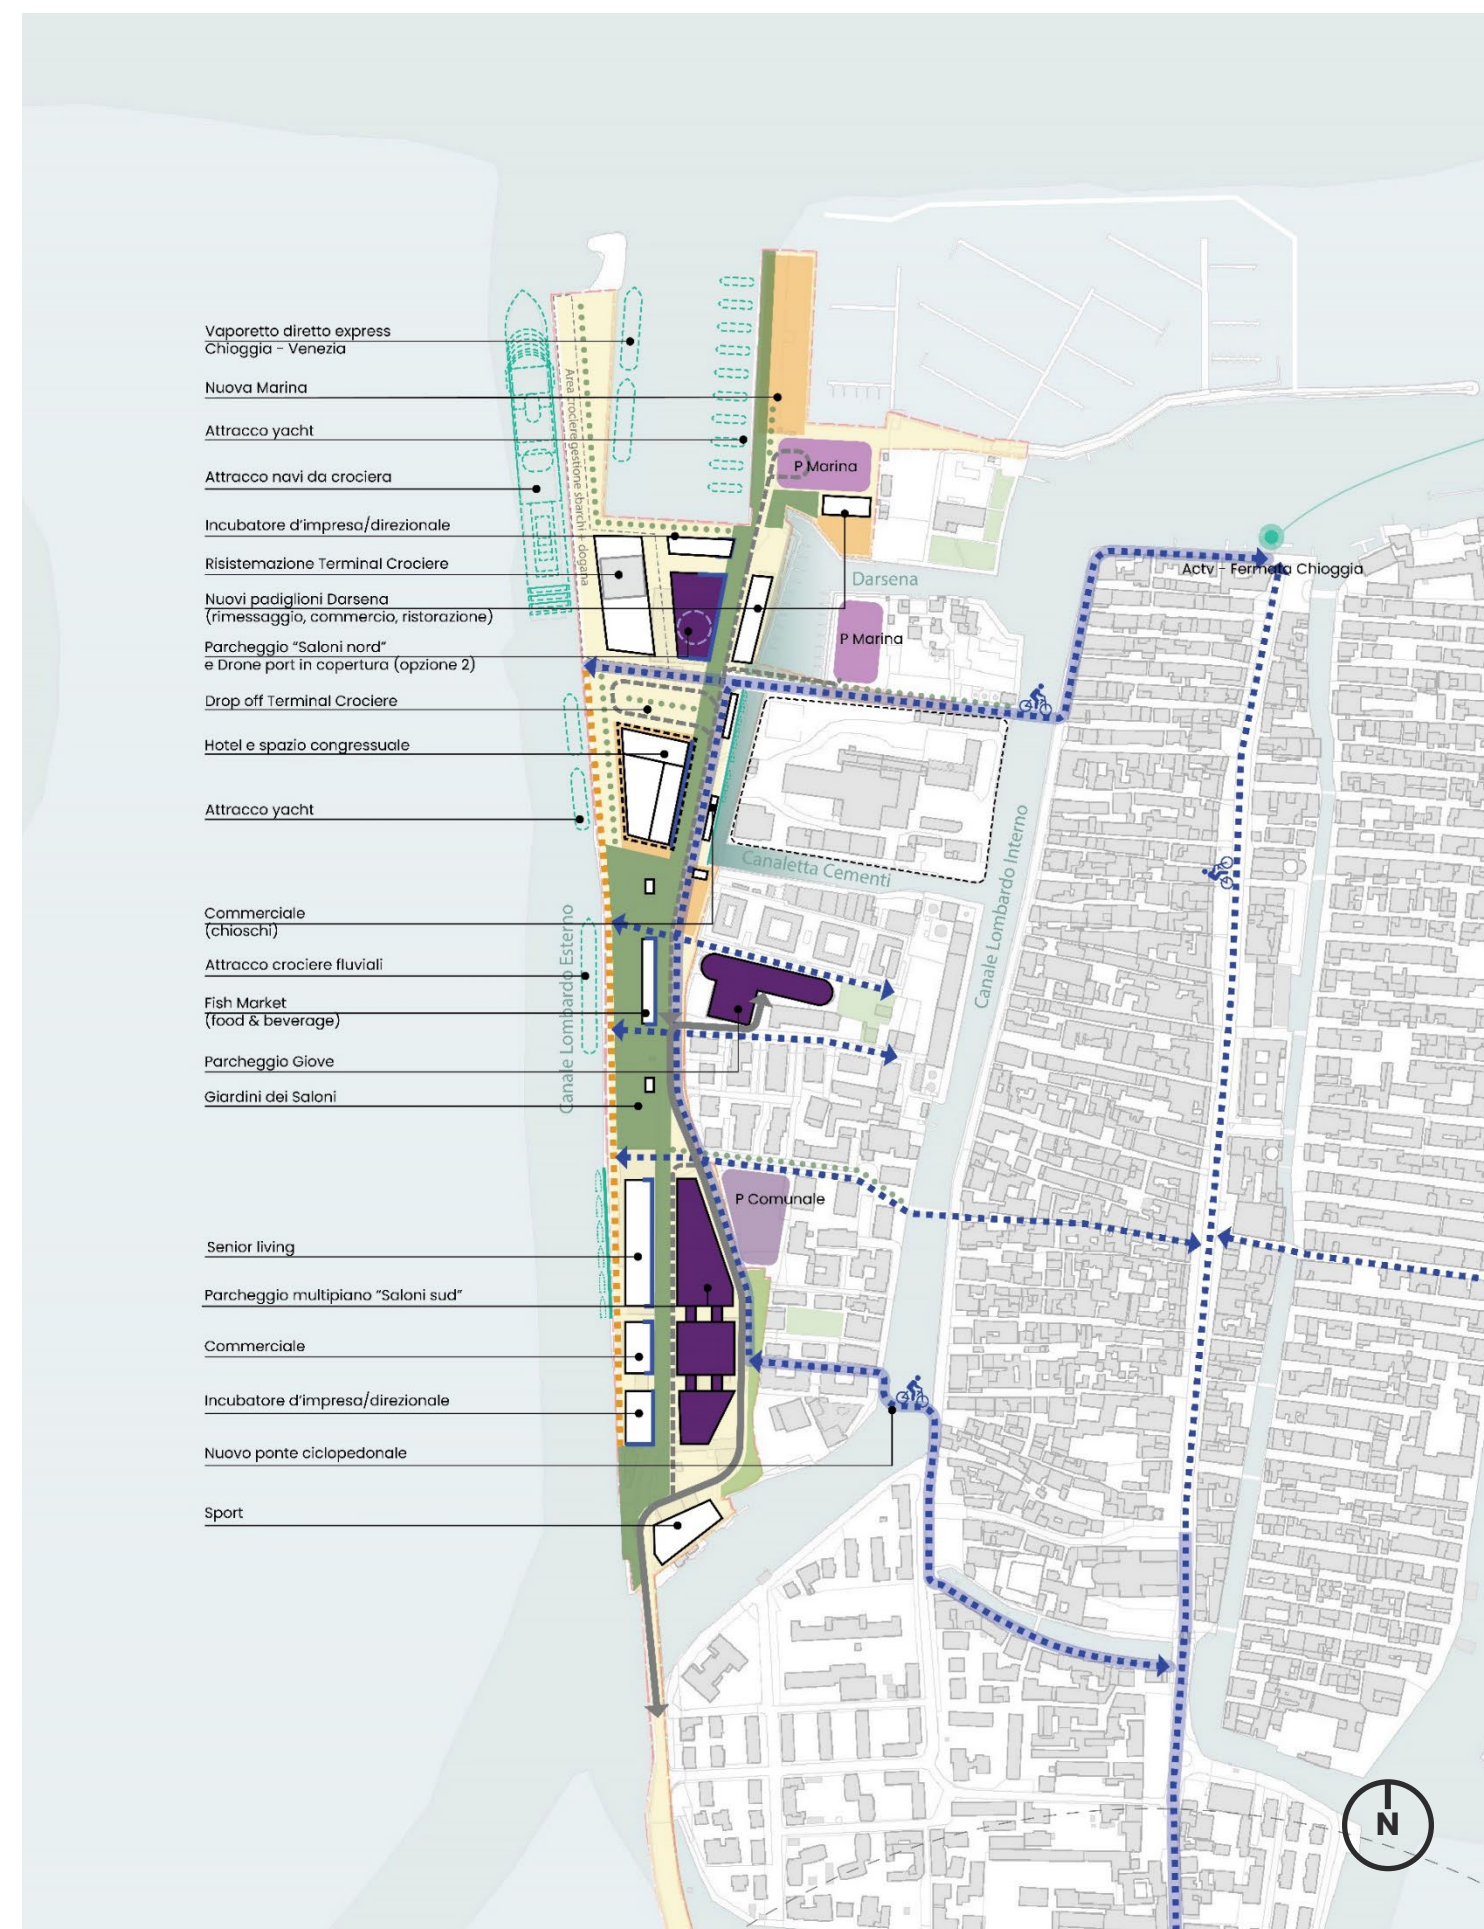 Vaporetto diretto express
Chioggia - Venezia
Nuova Marina
Attracco yacht
Attracco navi da crociera
Incubatore d'impresa/direzionale
Risistemazione Terminal Crociere
Nuovi padiglioni Darsena
(rimessaggio, commercio, ristorazione)
Parcheggio "Saloni nord"
e Drone port in copertura (opzione 2)
Drop off Terminal Crociere
Hotel e spazio congressuale
Attracco yacht
Commerciale
(chioschi)
Attracco crociere fluviali
Fish Market
(food & beverage)
Parcheggio Giove
Giardini dei Saloni
Senior living
Parcheggio multipiano "Saloni sud"
Commerciale
Incubatore d'impresa/direzionale
Nuovo ponte ciclopedonale
Sport
Area crociere gestione sbarchi + dogana
P Marina
Darsena
P Marina
Actv - Fermata Chioggia
Canaletta Cementi
Canale Lombardo Interno
Canale Lombardo Esterno
P Comunale
N